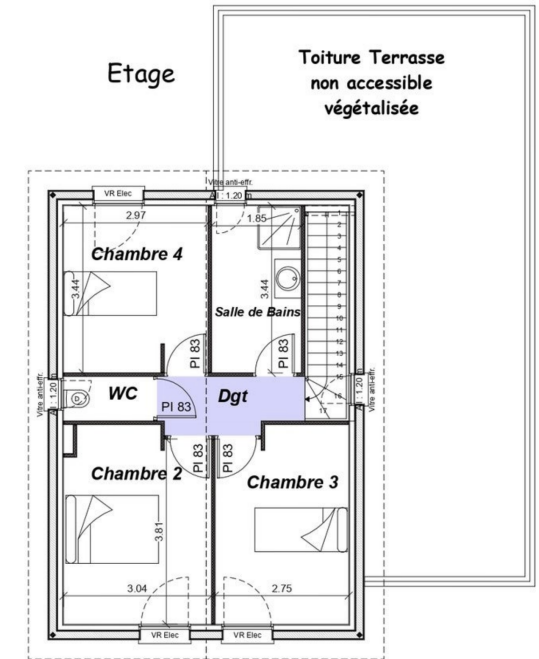 Etage
Toiture Terrasse
non accessible
végétalisée
Vitre anti-effr.
VR Elec
All : 1.20 m
2.97
1.85
Chambre 4
3.44
3.44
Salle de Bains
1
2
3
4
5
6
7
8
9
10
11
12
13
14
15
16
17
PI 83
PI 83
Vitre anti-effr.
All : 1.20 m
WC
PI 83
Dgt
All : 1.20 m
Vitre anti-effr.
PI 83
PI 83
Chambre 2
Chambre 3
3.81
3.04
2.75
VR Elec
VR Elec